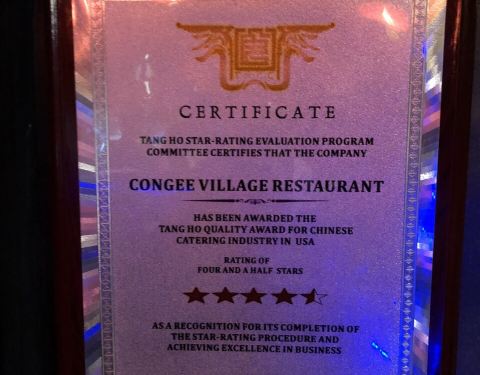 CERTIFICATE
TANG HO STAR-RATING EVALUATION PROGRAM
COMMITTEE CERTIFIES THAT THE COMPANY
CONGEE VILLAGE RESTAURANT
HAS BEEN AWARDED THE
TANG HO QUALITY AWARD FOR CHINESE
CATERING INDUSTRY IN USA
RATING OF
FOUR AND A HALF STARS
AS A RECOGNITION FOR ITS COMPLETION OF
THE STAR-RATING PROCEDURE AND
ACHIEVING EXCELLENCE IN BUSINESS